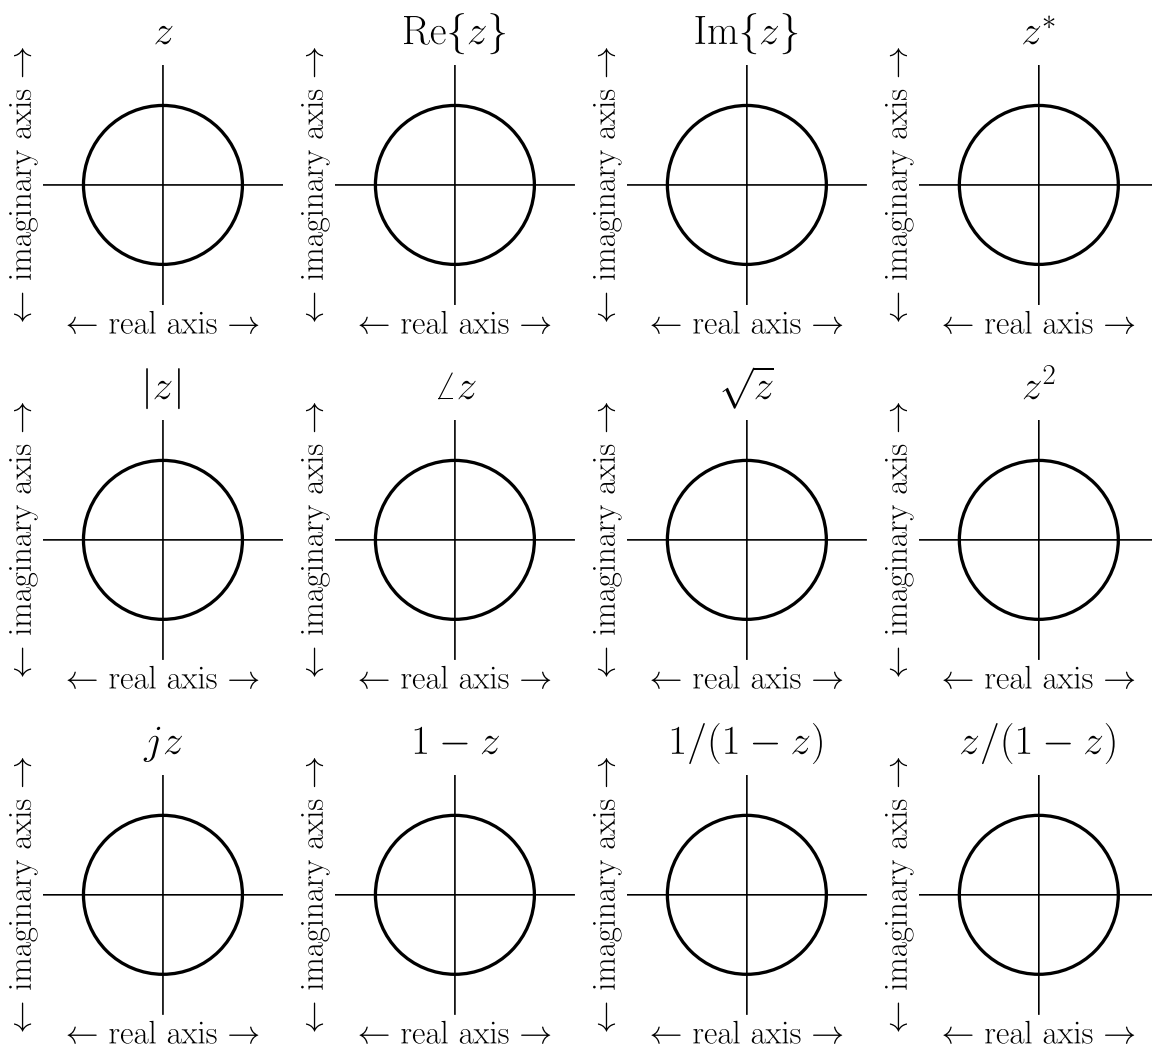 z Re{z} Im{z} z*
← imaginary axis → ← imaginary axis → ← imaginary axis → ← imaginary axis →
← real axis → ← real axis → ← real axis → ← real axis →
|z| ∠z √z z²
← imaginary axis → ← imaginary axis → ← imaginary axis → ← imaginary axis →
← real axis → ← real axis → ← real axis → ← real axis →
jz 1 − z 1/(1 − z) z/(1 − z)
← imaginary axis → ← imaginary axis → ← imaginary axis → ← imaginary axis →
← real axis → ← real axis → ← real axis → ← real axis →